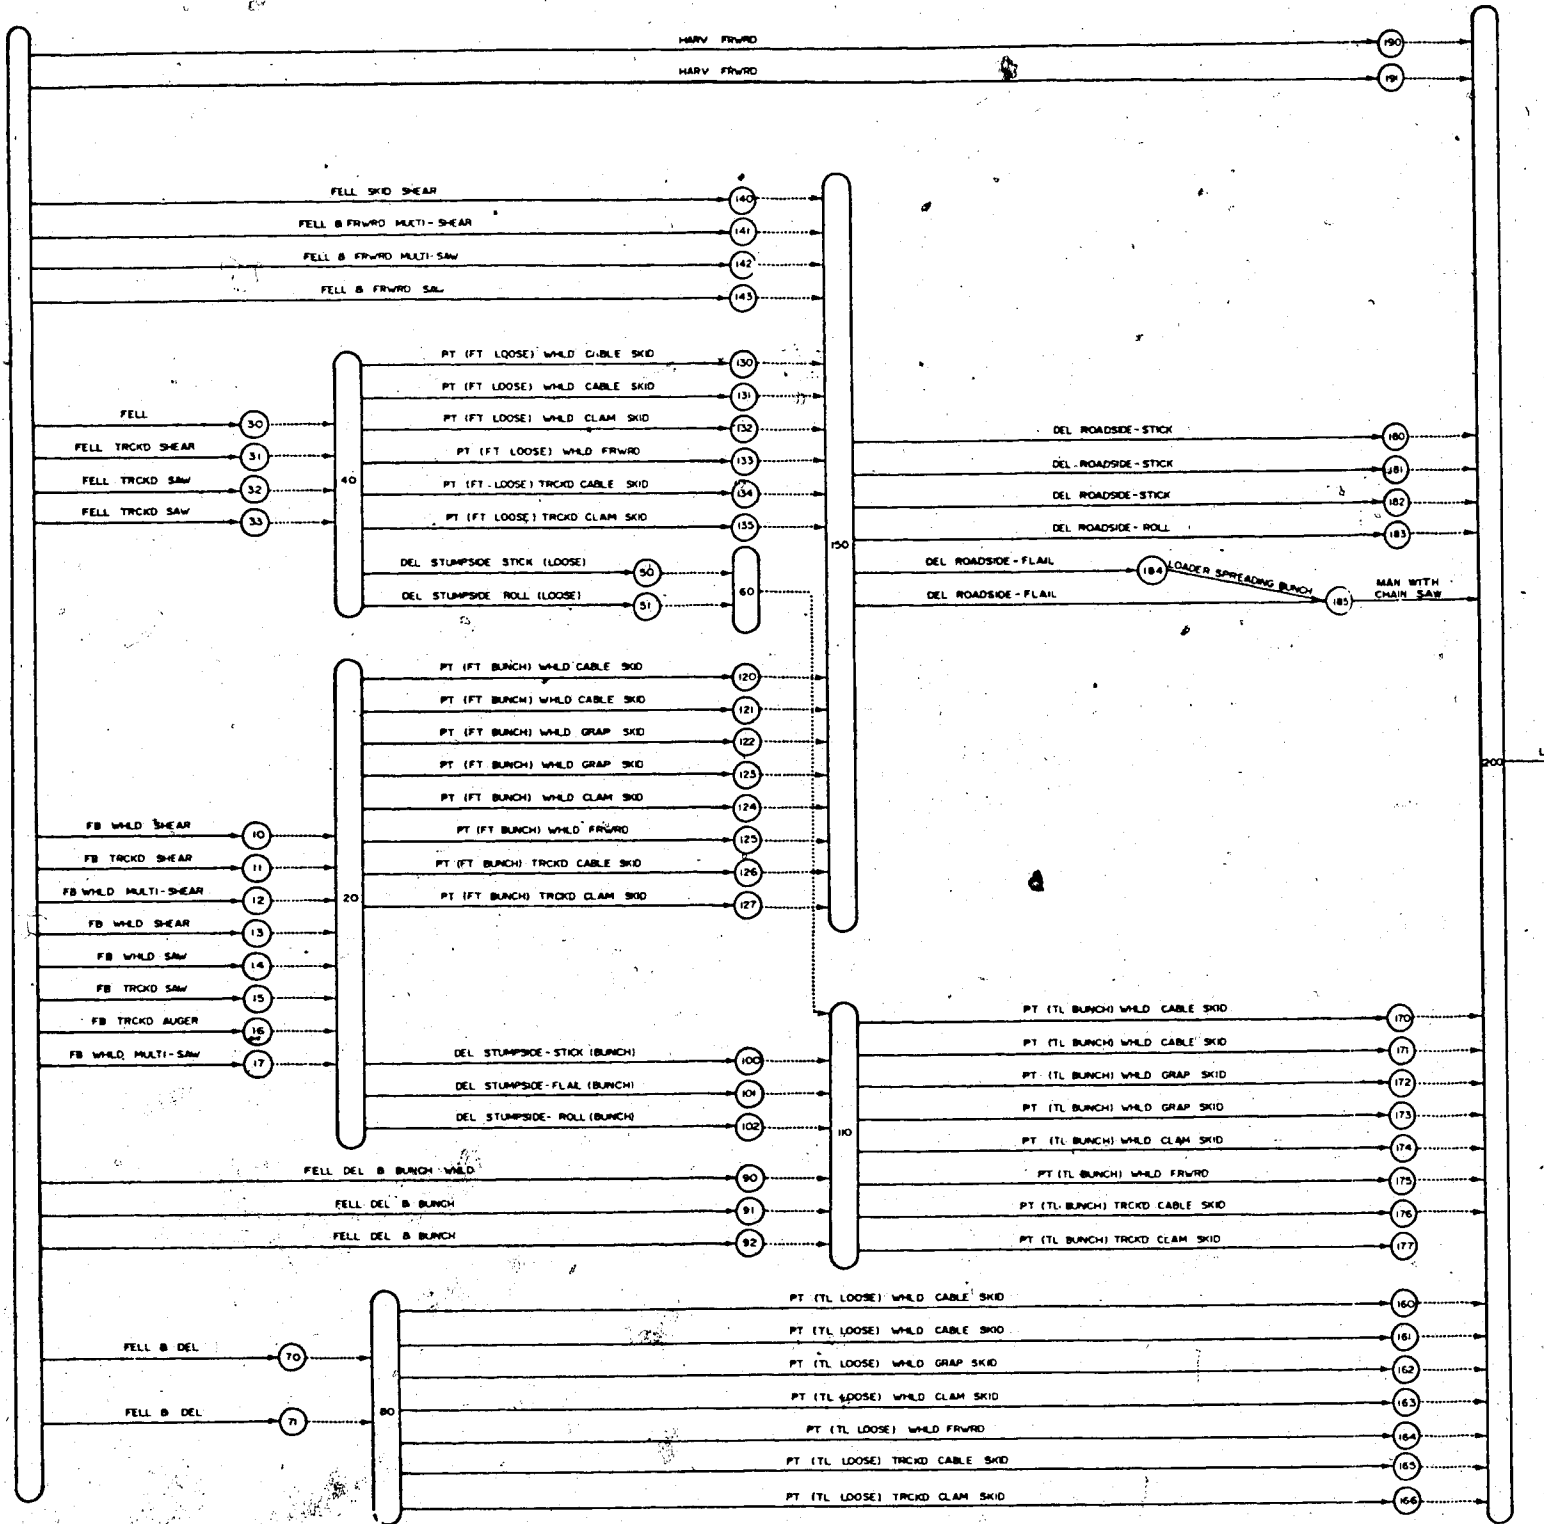 HARV FRWRD 190
HARV FRWRD 191
FELL SKID SHEAR 140
FELL & FRWRD MULTI-SHEAR 141
FELL & FRWRD MULTI-SAW 142
FELL & FRWRD SAW 143
PT (FT LOOSE) WHLD CABLE SKID 130
PT (FT LOOSE) WHLD CABLE SKID 131
PT (FT LOOSE) WHLD CLAM SKID 132
PT (FT LOOSE) WHLD FRWRD 133
PT (FT LOOSE) TRCKD CABLE SKID 134
PT (FT LOOSE) TRCKD CLAM SKID 135
FELL 30
FELL TRCKD SHEAR 31
FELL TRCKD SAW 32
FELL TRCKD SAW 33
40
DEL STUMPSIDE STICK (LOOSE) 50
DEL STUMPSIDE ROLL (LOOSE) 51
60
150
DEL ROADSIDE-STICK 180
DEL ROADSIDE-STICK 181
DEL ROADSIDE-STICK 182
DEL ROADSIDE-ROLL 183
DEL ROADSIDE-FLAIL 184 LOADER SPREADING BUNCH
DEL ROADSIDE-FLAIL 185 MAN WITH
CHAIN SAW
PT (FT BUNCH) WHLD CABLE SKID 120
PT (FT BUNCH) WHLD CABLE SKID 121
PT (FT BUNCH) WHLD GRAP SKID 122
PT (FT BUNCH) WHLD GRAP SKID 123
PT (FT BUNCH) WHLD CLAM SKID 124
PT (FT BUNCH) WHLD FRWRD 125
PT (FT BUNCH) TRCKD CABLE SKID 126
PT (FT BUNCH) TRCKD CLAM SKID 127
200
L
FB WHLD SHEAR 10
FB TRCKD SHEAR 11
FB WHLD MULTI-SHEAR 12
FB WHLD SHEAR 13
FB WHLD SAW 14
FB TRCKD SAW 15
FB TRCKD AUGER 16
FB WHLD MULTI-SAW 17
20
DEL STUMPSIDE-STICK (BUNCH) 100
DEL STUMPSIDE-FLAIL (BUNCH) 101
DEL STUMPSIDE-ROLL (BUNCH) 102
FELL DEL & BUNCH WHLD 90
FELL DEL & BUNCH 91
FELL DEL & BUNCH 92
110
PT (TL BUNCH) WHLD CABLE SKID 170
PT (TL BUNCH) WHLD CABLE SKID 171
PT (TL BUNCH) WHLD GRAP SKID 172
PT (TL BUNCH) WHLD GRAP SKID 173
PT (TL BUNCH) WHLD CLAM SKID 174
PT (TL BUNCH) WHLD FRWRD 175
PT (TL BUNCH) TRCKD CABLE SKID 176
PT (TL BUNCH) TRCKD CLAM SKID 177
FELL & DEL 70
FELL & DEL 71
80
PT (TL LOOSE) WHLD CABLE SKID 160
PT (TL LOOSE) WHLD CABLE SKID 161
PT (TL LOOSE) WHLD GRAP SKID 162
PT (TL LOOSE) WHLD CLAM SKID 163
PT (TL LOOSE) WHLD FRWRD 164
PT (TL LOOSE) TRCKD CABLE SKID 165
PT (TL LOOSE) TRCKD CLAM SKID 166